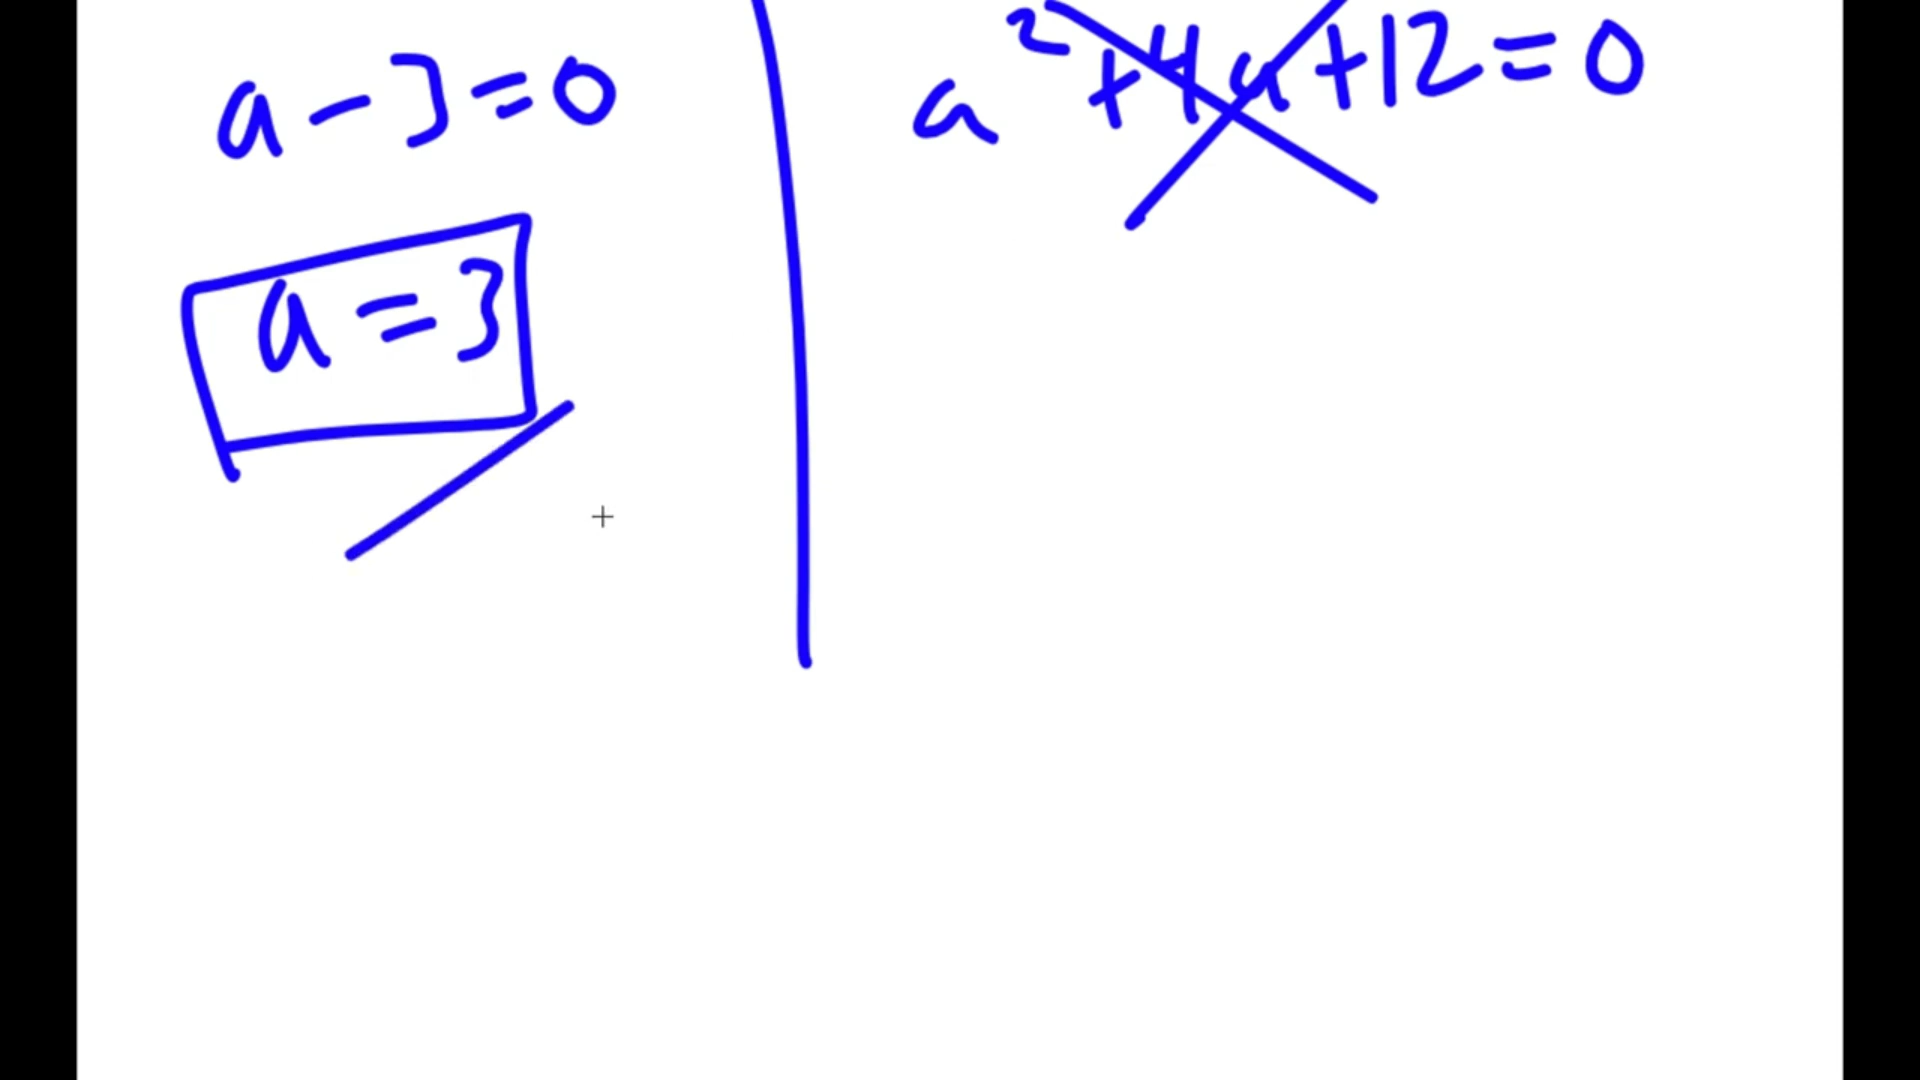 a - 3 = 0
a = 3
a² + 4a + 12 = 0